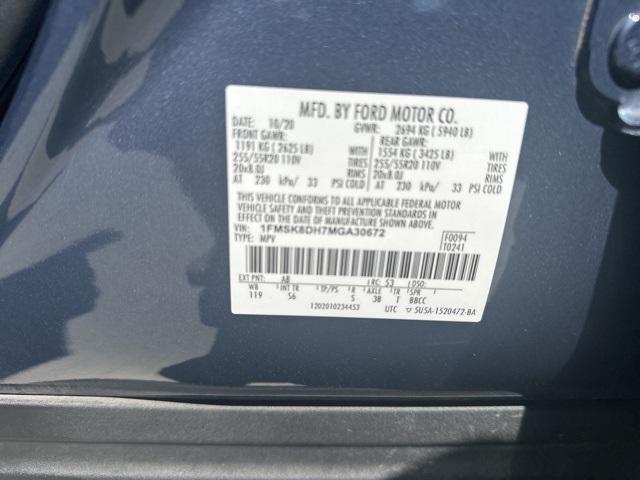 MFD. BY FORD MOTOR CO.
DATE: 10/20 GVWR: 2694 KG ( 5940 LB)
FRONT GAWR: REAR GAWR:
1191 KG ( 2625 LB) 1554 KG ( 3425 LB)
255/55R20 110V TIRES 255/55R20 110V TIRES
20x8.0J RIMS 20x8.0J RIMS
AT 230 kPa/ 33 PSI COLD AT 230 kPa/ 33 PSI COLD
THIS VEHICLE CONFORMS TO ALL APPLICABLE FEDERAL MOTOR
VEHICLE SAFETY AND THEFT PREVENTION STANDARDS IN EFFECT
ON THE DATE OF MANUFACTURE SHOWN ABOVE.
VIN: 1FMSK8DH7MGA30672 F0094
TYPE: MPV T0241
EXT PNT: AB RC: 53 DSO:
WB INT TR TP/PS R AXLE TR SPR
119 S6 S 38 T BBCC
1202010234453 UTC ▽ 5U5A-1520472-BA